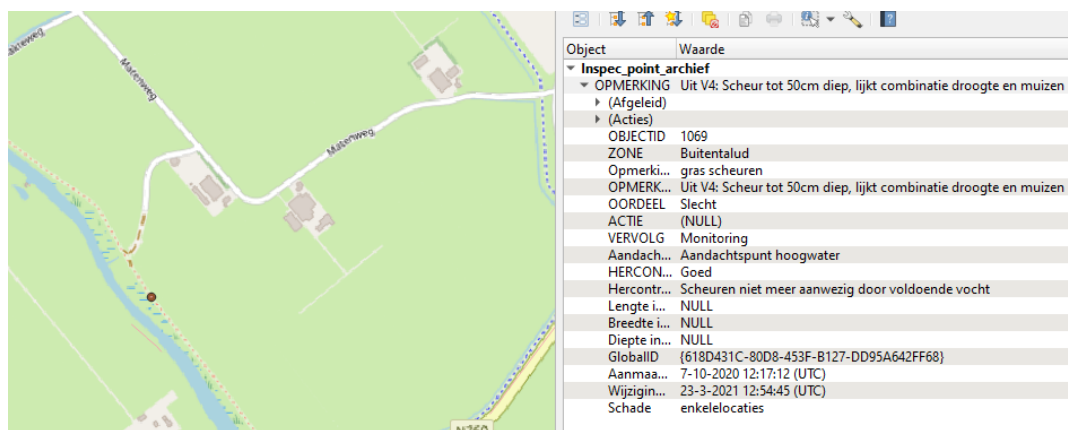 akteweg
Matenweg
Matenweg
Object Waarde
Inspec_point_archief
OPMERKING Uit V4: Scheur tot 50cm diep, lijkt combinatie droogte en muizen
(Afgeleid)
(Acties)
OBJECTID 1069
ZONE Buitentalud
Opmerki... gras scheuren
OPMERK... Uit V4: Scheur tot 50cm diep, lijkt combinatie droogte en muizen
OORDEEL Slecht
ACTIE (NULL)
VERVOLG Monitoring
Aandach... Aandachtspunt hoogwater
HERCON... Goed
Hercontr... Scheuren niet meer aanwezig door voldoende vocht
Lengte i... NULL
Breedte i... NULL
Diepte in... NULL
GlobalID {618D431C-80D8-453F-B127-DD95A642FF68}
Aanmaa... 7-10-2020 12:17:12 (UTC)
Wijzigin... 23-3-2021 12:54:45 (UTC)
Schade enkelelocaties